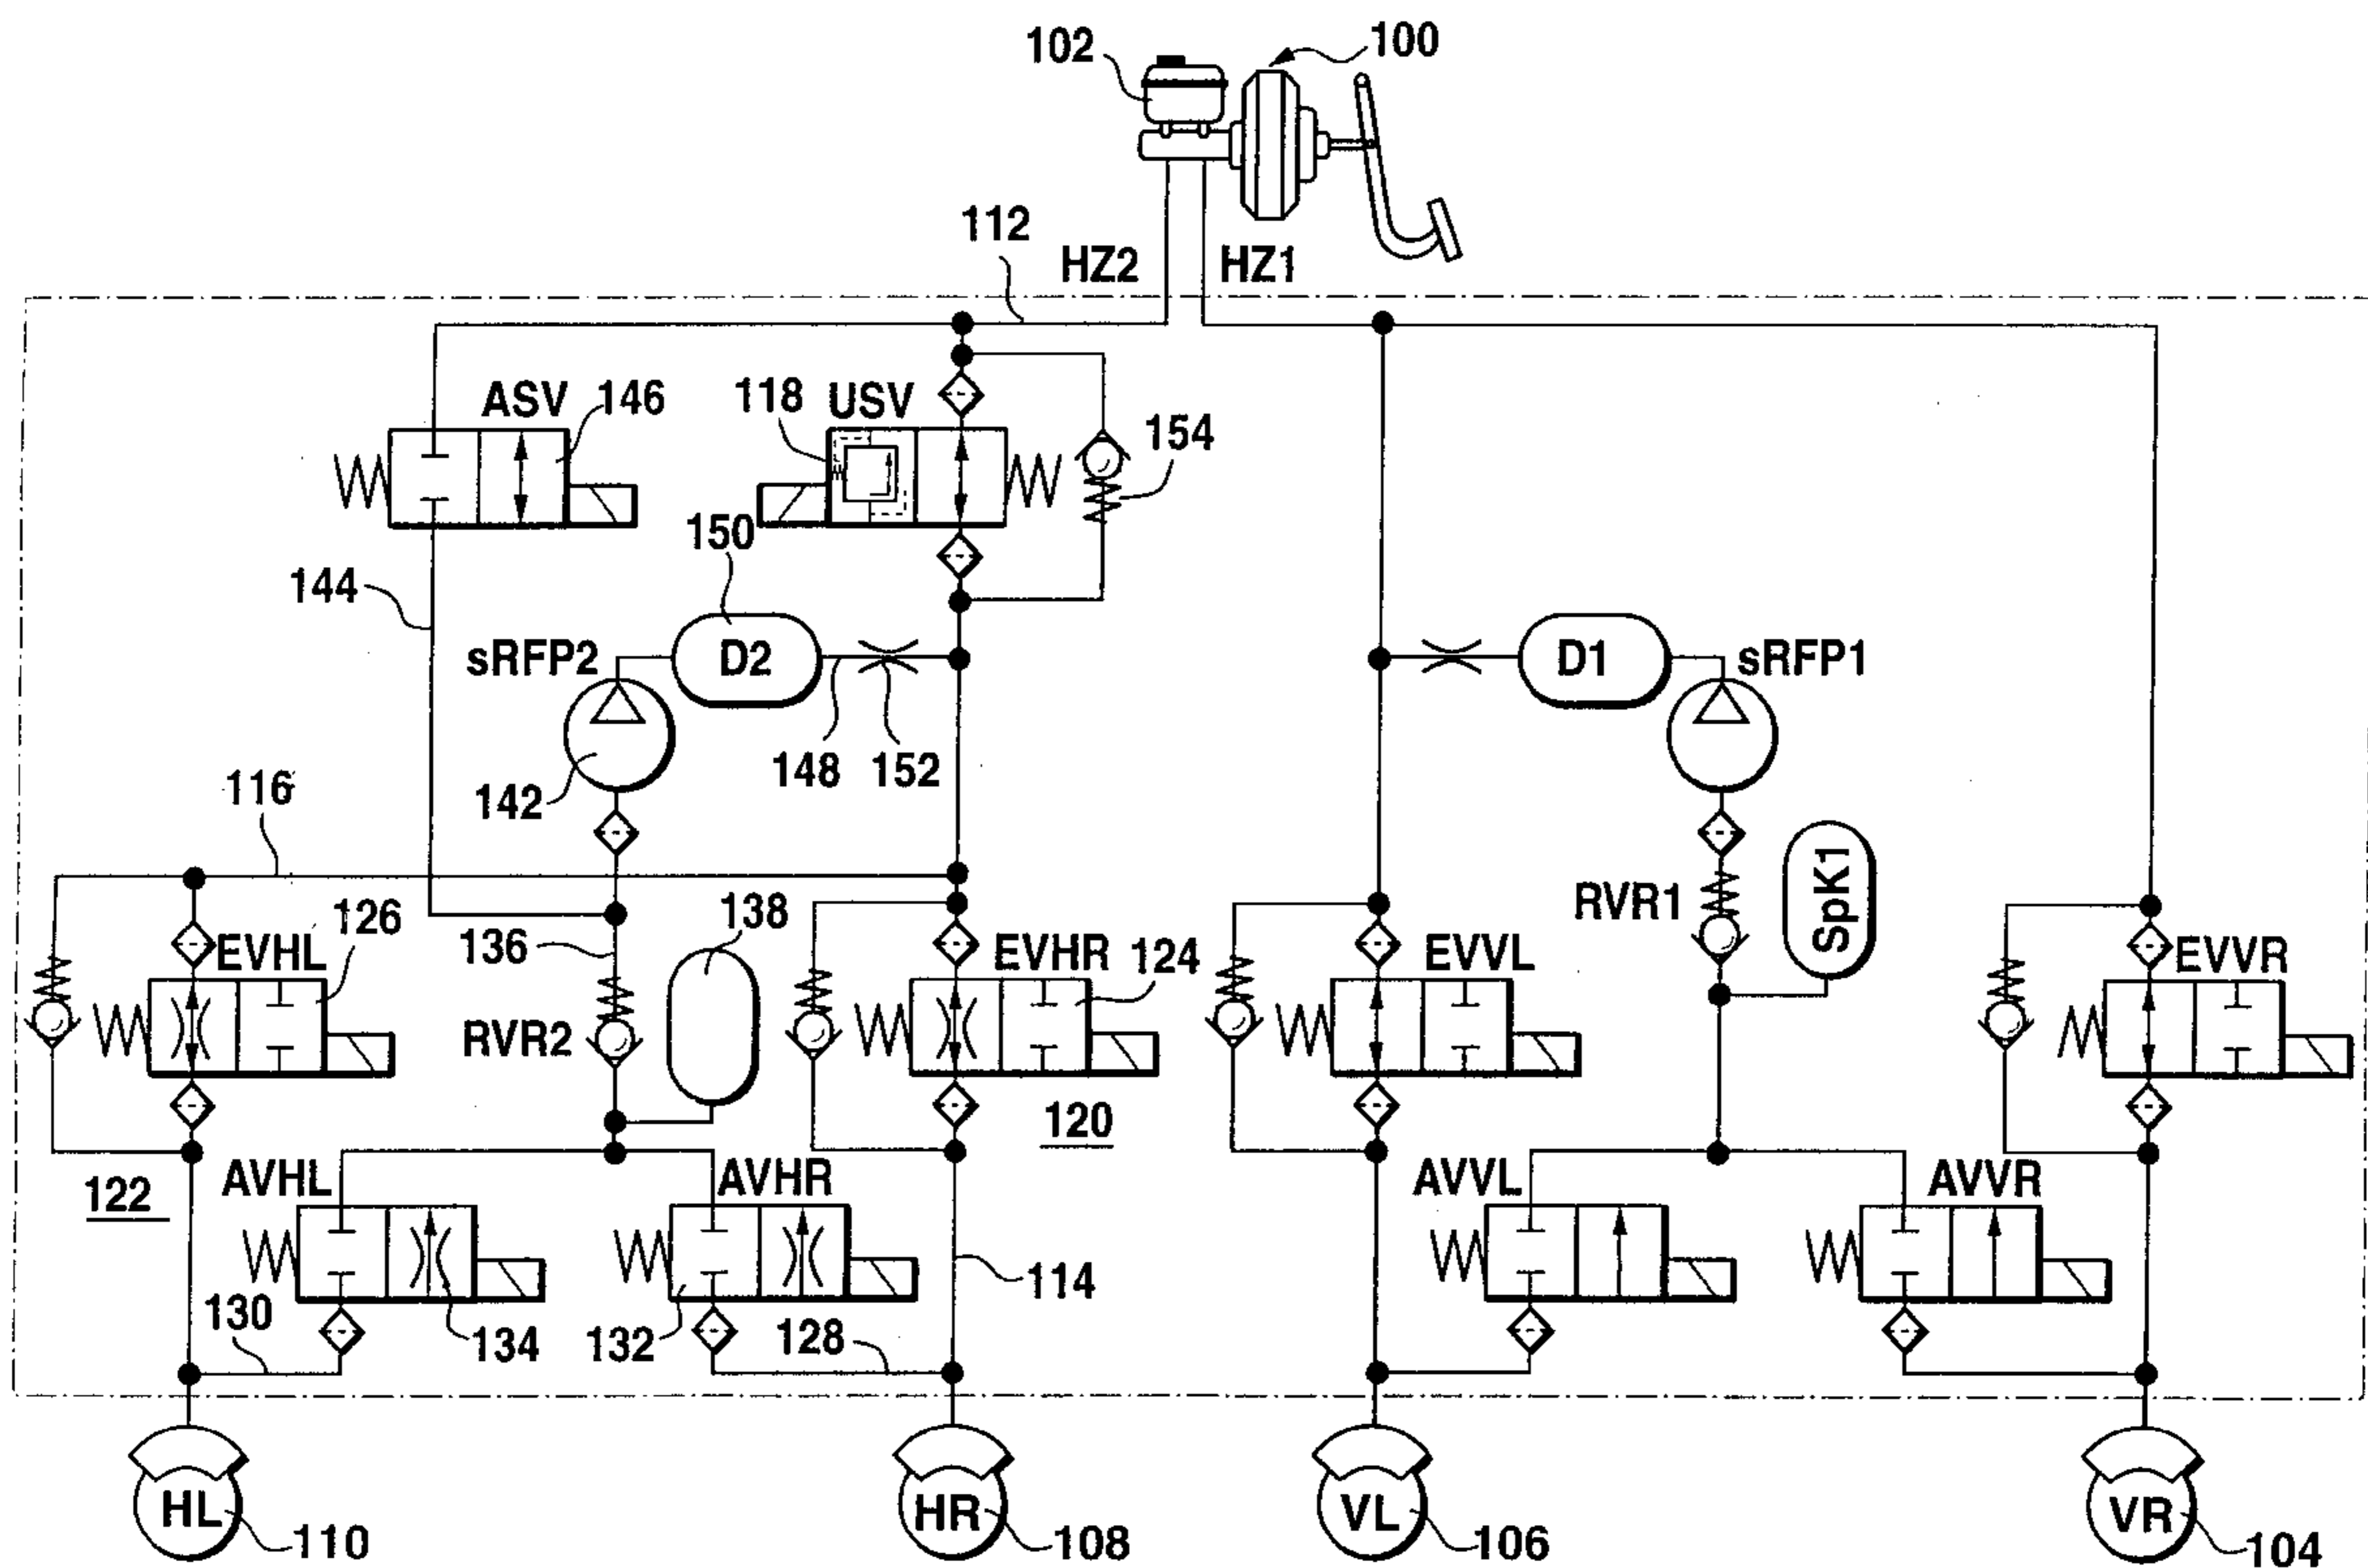 102
100
112
HZ2
HZ1
ASV
146
118
USV
154
150
144
sRFP2
D2
D1
sRFP1
142
148
152
116
138
RVR1
SpK1
126
136
EVHL
EVHR
124
EVVL
EVVR
RVR2
120
122
AVHL
AVHR
AVVL
AVVR
114
130
134
132
128
HL
HR
VL
VR
110
108
106
104